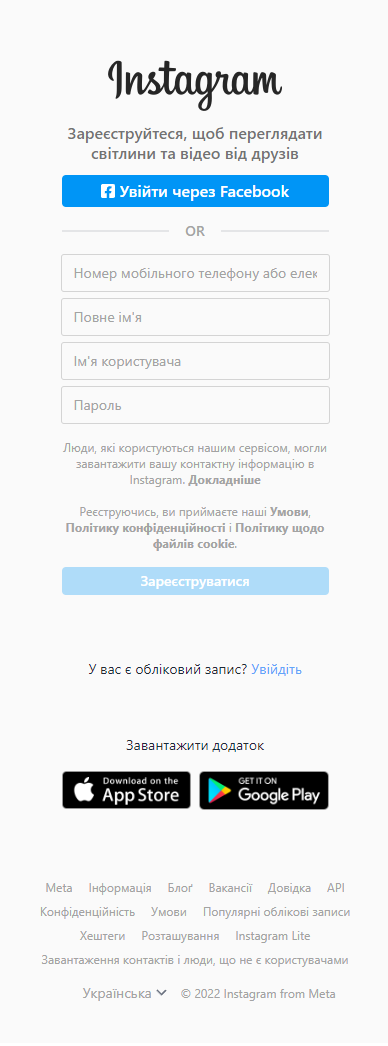 Instagram
Зареєструйтеся, щоб переглядати
світлини та відео від друзів
Увійти через Facebook
OR
Номер мобільного телефону або елек
Повне ім'я
Ім'я користувача
Пароль
Люди, які користуються нашим сервісом, могли
завантажити вашу контактну інформацію в
Instagram. Докладніше
Реєструючись, ви приймаєте наші Умови,
Політику конфіденційності і Політику щодо
файлів cookie.
Зареєструватися
У вас є обліковий запис? Увійдіть
Завантажити додаток
Download on the
App Store
GET IT ON
Google Play
Meta Інформація Блоґ Вакансії Довідка API
Конфіденційність Умови Популярні облікові записи
Хештеги Розташування Instagram Lite
Завантаження контактів і люди, що не є користувачами
Українська © 2022 Instagram from Meta